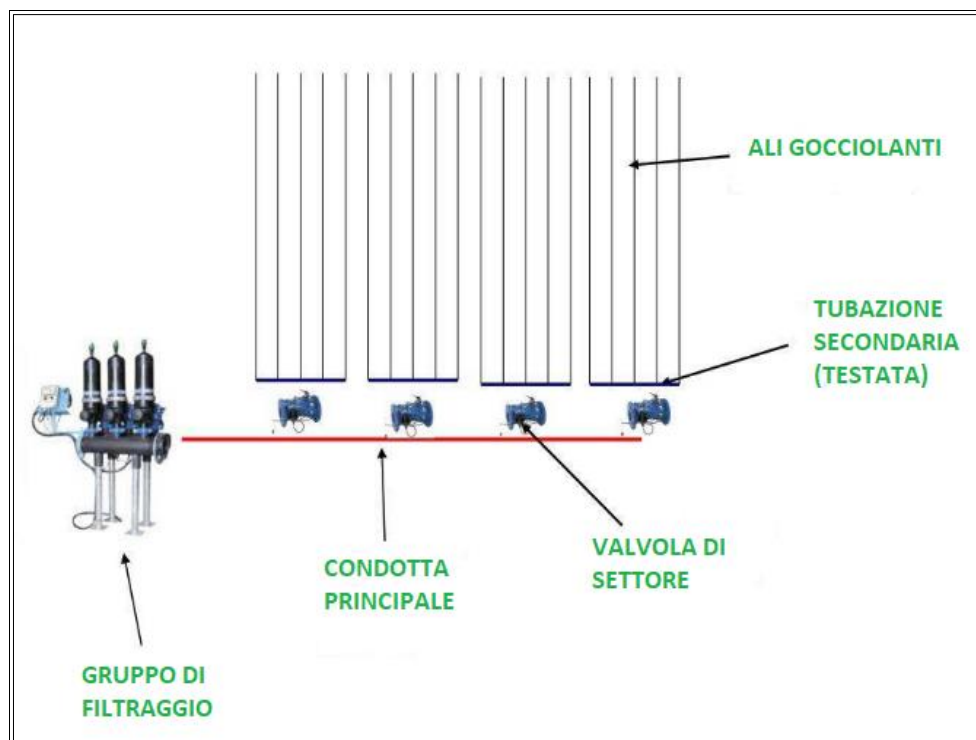 ALI GOCCIOLANTI
TUBAZIONE
SECONDARIA
(TESTATA)
VALVOLA DI
SETTORE
CONDOTTA
PRINCIPALE
GRUPPO DI
FILTRAGGIO